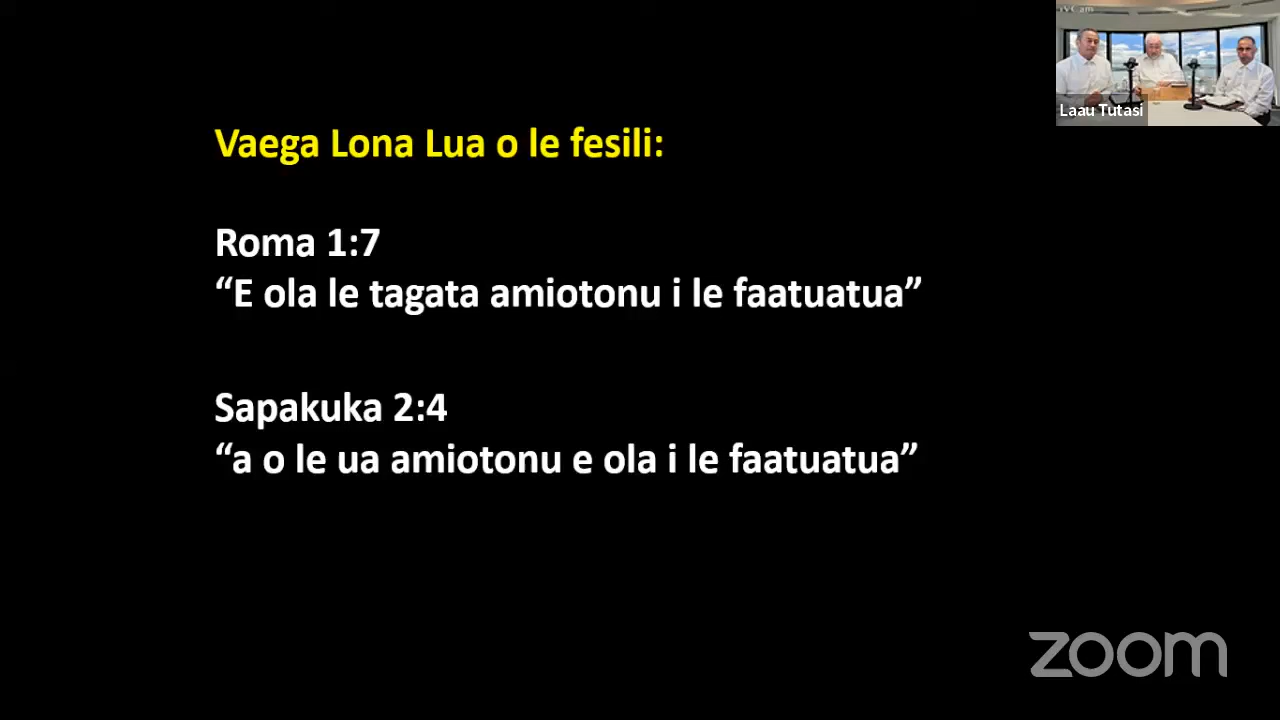 Vaega Lona Lua o le fesili:
Roma 1:7
“E ola le tagata amiotonu i le faatuatua”
Sapakuka 2:4
“a o le ua amiotonu e ola i le faatuatua”
Laau Tutasi
zoom